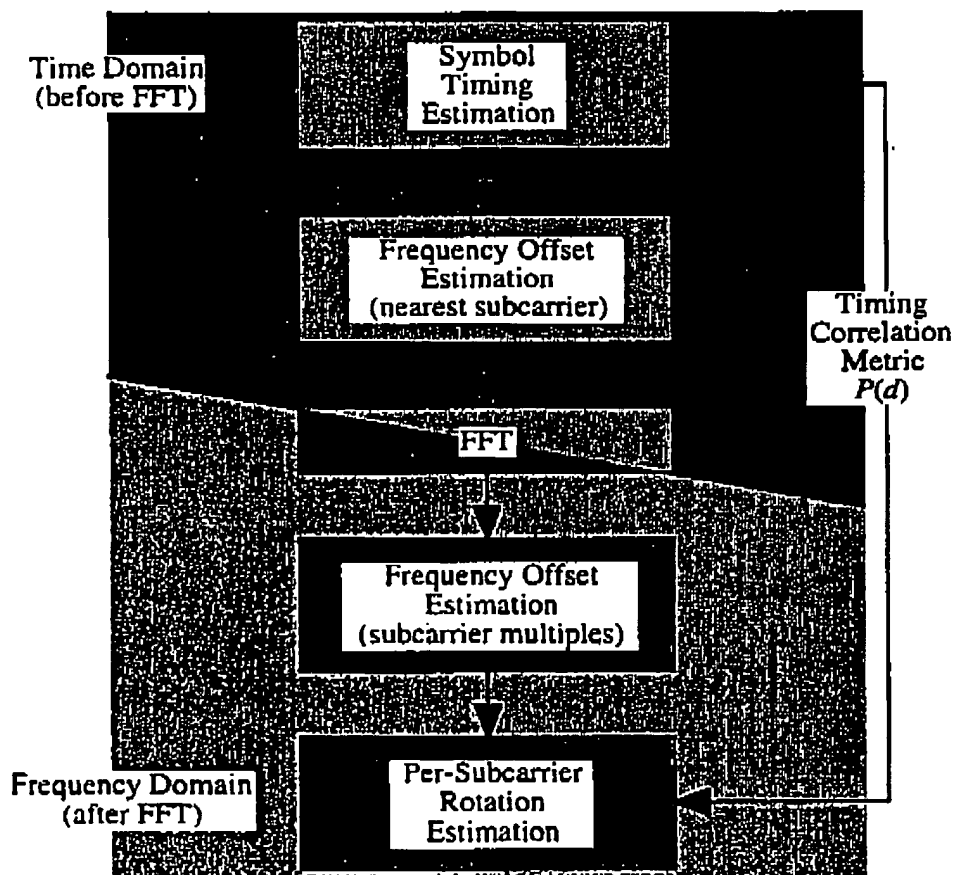 Time Domain
(before FFT)
Symbol
Timing
Estimation
Frequency Offset
Estimation
(nearest subcarrier)
Timing
Correlation
Metric
P(d)
FFT
Frequency Offset
Estimation
(subcarrier multiples)
Frequency Domain
(after FFT)
Per-Subcarrier
Rotation
Estimation